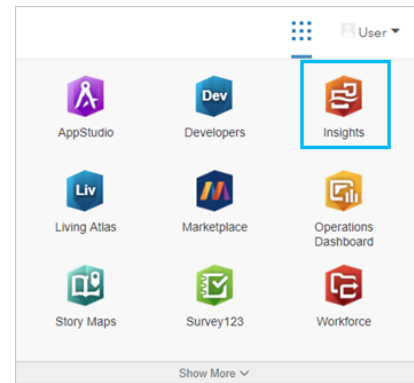 User
Dev
AppStudio
Developers
Insights
Liv
Living Atlas
Marketplace
Operations
Dashboard
Story Maps
Survey123
Workforce
Show More